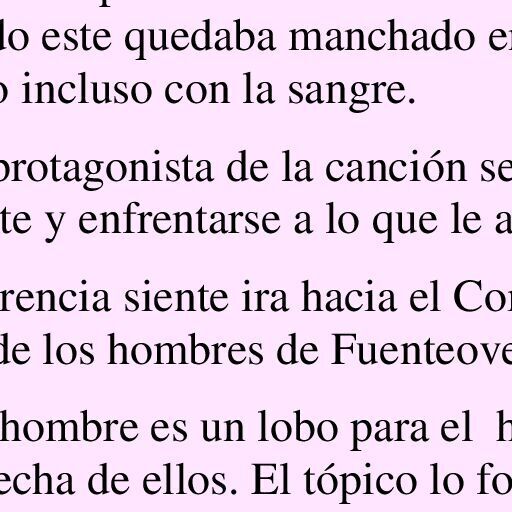 do este quedaba manchado e
o incluso con la sangre.
protagonista de la canción se
te y enfrentarse a lo que le a
rencia siente ira hacia el Co
de los hombres de Fuenteove
hombre es un lobo para el h
echa de ellos. El tópico lo fo